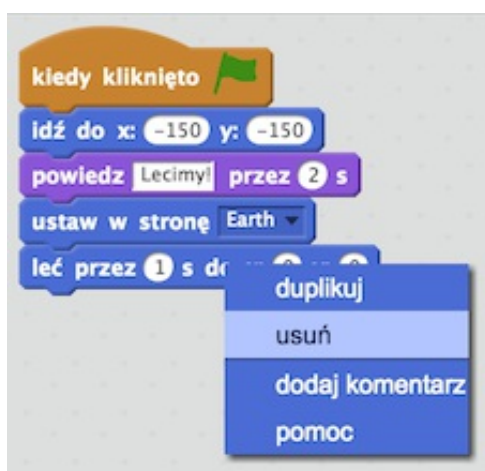 kiedy kliknięto
idź do x: -150 y: -150
powiedz Lecimy! przez 2 s
ustaw w stronę Earth
leć przez 1 s do
duplikuj
usuń
dodaj komentarz
pomoc